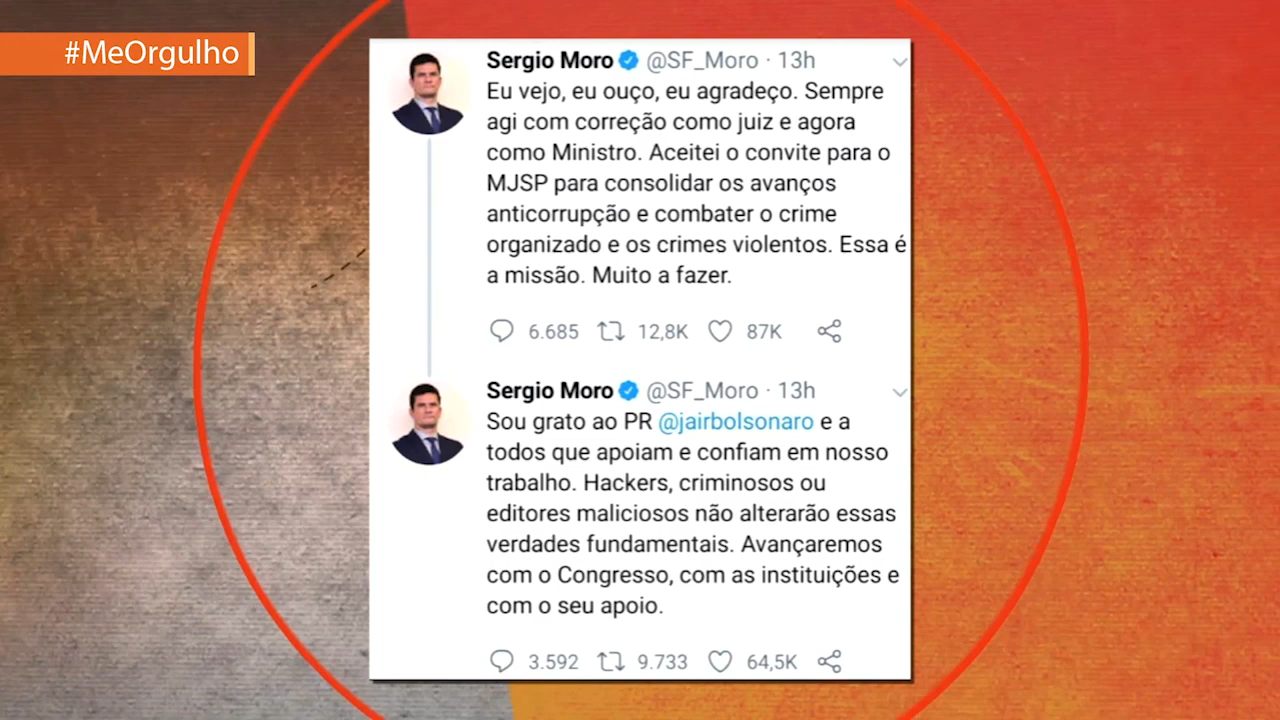 #MeOrgulho
Sergio Moro @SF_Moro · 13h
Eu vejo, eu ouço, eu agradeço. Sempre
agi com correção como juiz e agora
como Ministro. Aceitei o convite para o
MJSP para consolidar os avanços
anticorrupção e combater o crime
organizado e os crimes violentos. Essa é
a missão. Muito a fazer.
6.685 12,8K 87K
Sergio Moro @SF_Moro · 13h
Sou grato ao PR @jairbolsonaro e a
todos que apoiam e confiam em nosso
trabalho. Hackers, criminosos ou
editores maliciosos não alterarão essas
verdades fundamentais. Avançaremos
com o Congresso, com as instituições e
com o seu apoio.
3.592 9.733 64,5K